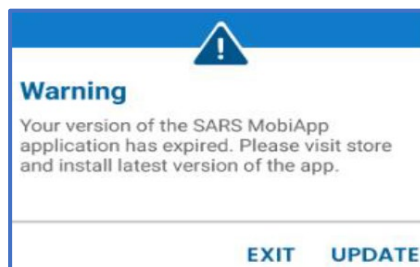 Warning
Your version of the SARS MobiApp
application has expired. Please visit store
and install latest version of the app.
EXIT UPDATE